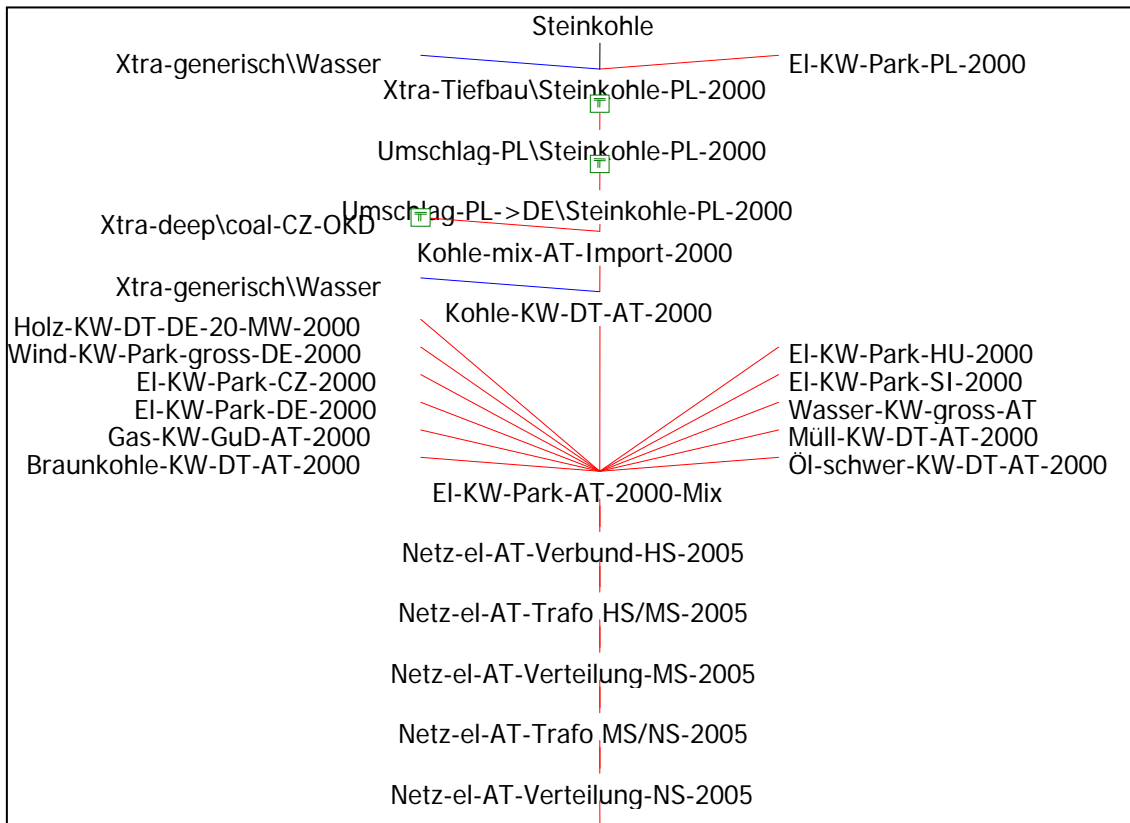 Steinkohle
Xtra-generisch\Wasser
El-KW-Park-PL-2000
Xtra-Tiefbau\Steinkohle-PL-2000
Umschlag-PL\Steinkohle-PL-2000
Umschlag-PL->DE\Steinkohle-PL-2000
Xtra-deep\coal-CZ-OKD
Kohle-mix-AT-Import-2000
Xtra-generisch\Wasser
Kohle-KW-DT-AT-2000
Holz-KW-DT-DE-20-MW-2000
Wind-KW-Park-gross-DE-2000
El-KW-Park-HU-2000
El-KW-Park-CZ-2000
El-KW-Park-SI-2000
El-KW-Park-DE-2000
Wasser-KW-gross-AT
Gas-KW-GuD-AT-2000
Müll-KW-DT-AT-2000
Braunkohle-KW-DT-AT-2000
Öl-schwer-KW-DT-AT-2000
El-KW-Park-AT-2000-Mix
Netz-el-AT-Verbund-HS-2005
Netz-el-AT-Trafo HS/MS-2005
Netz-el-AT-Verteilung-MS-2005
Netz-el-AT-Trafo MS/NS-2005
Netz-el-AT-Verteilung-NS-2005